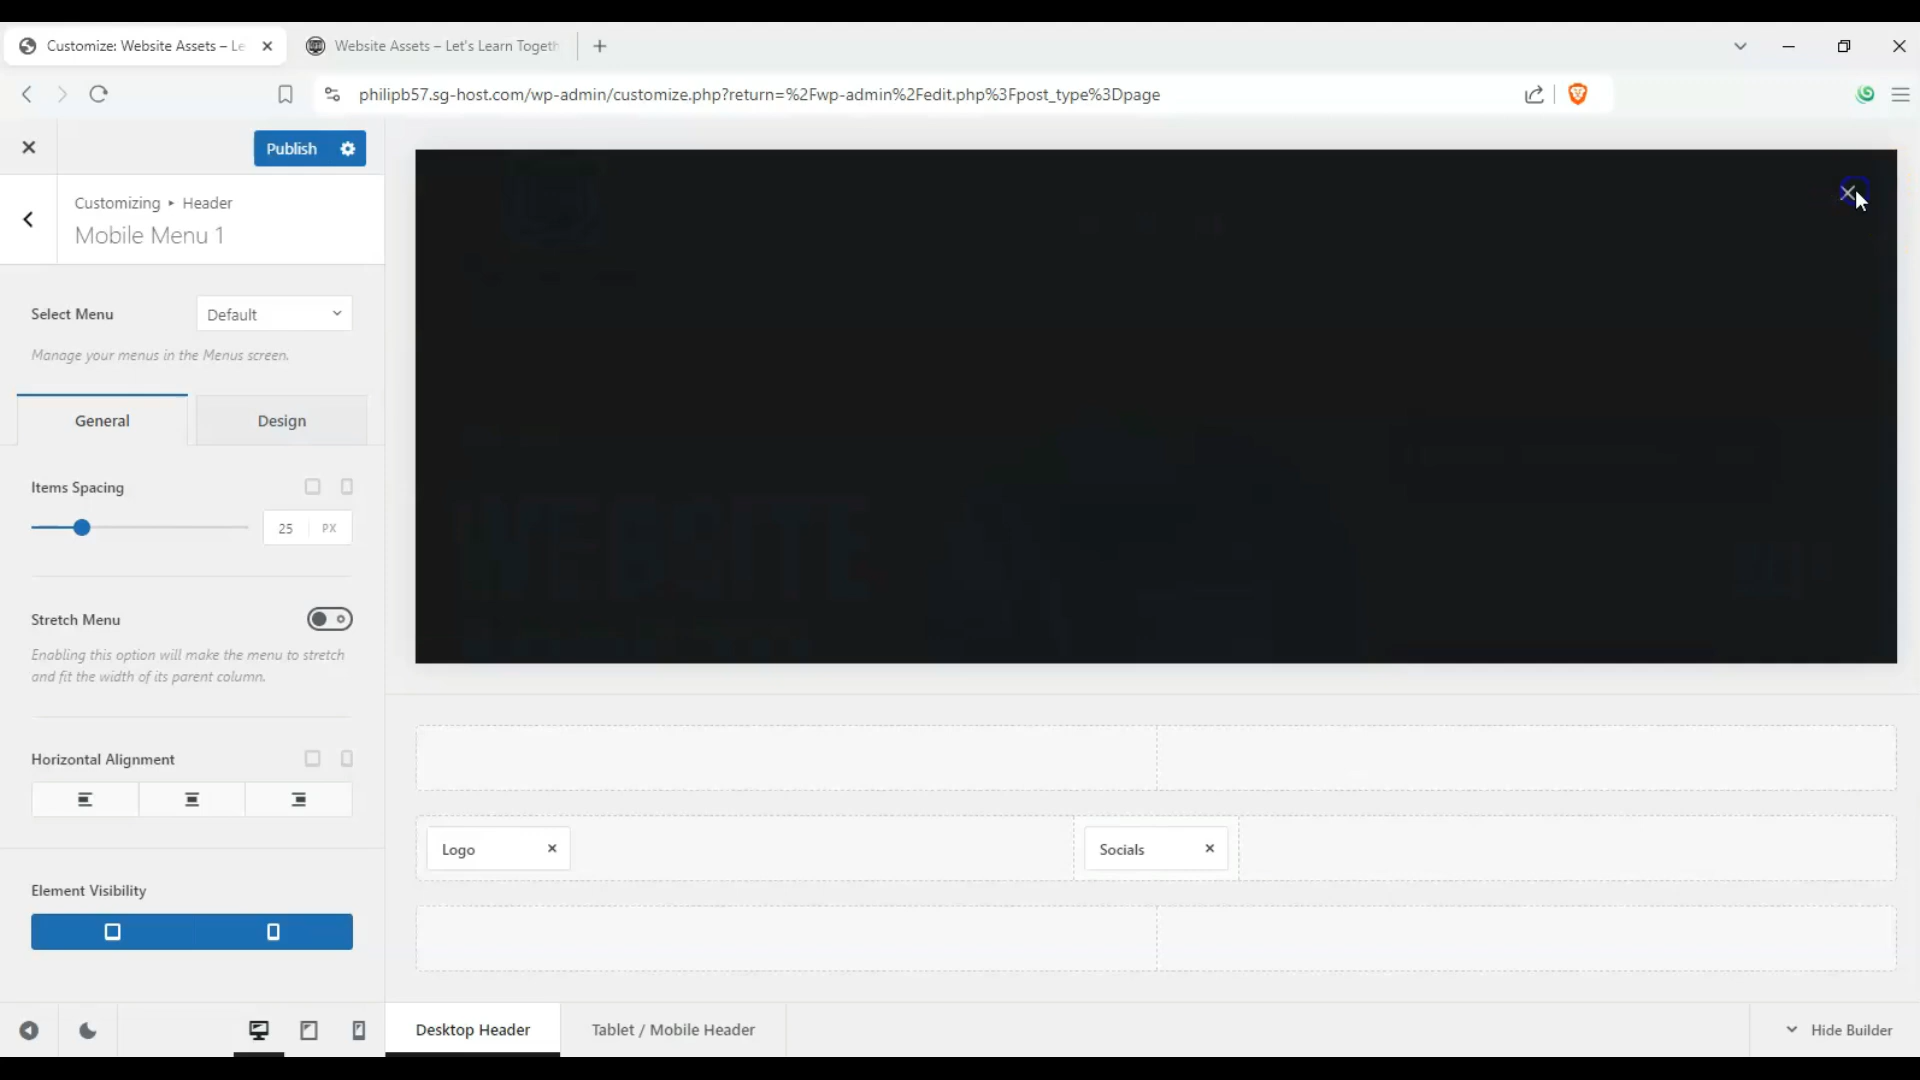 Customize: Website Assets – Le
Website Assets – Let's Learn Togeth
philipb57.sg-host.com/wp-admin/customize.php?return=%2Fwp-admin%2Fedit.php%3Fpost_type%3Dpage
Publish
Customizing ▸ Header
Mobile Menu 1
Select Menu
Default
Manage your menus in the Menus screen.
General
Design
Items Spacing
25 PX
Stretch Menu
Enabling this option will make the menu to stretch
and fit the width of its parent column.
Horizontal Alignment
Element Visibility
WEBSITE
Logo
Socials
Desktop Header
Tablet / Mobile Header
Hide Builder